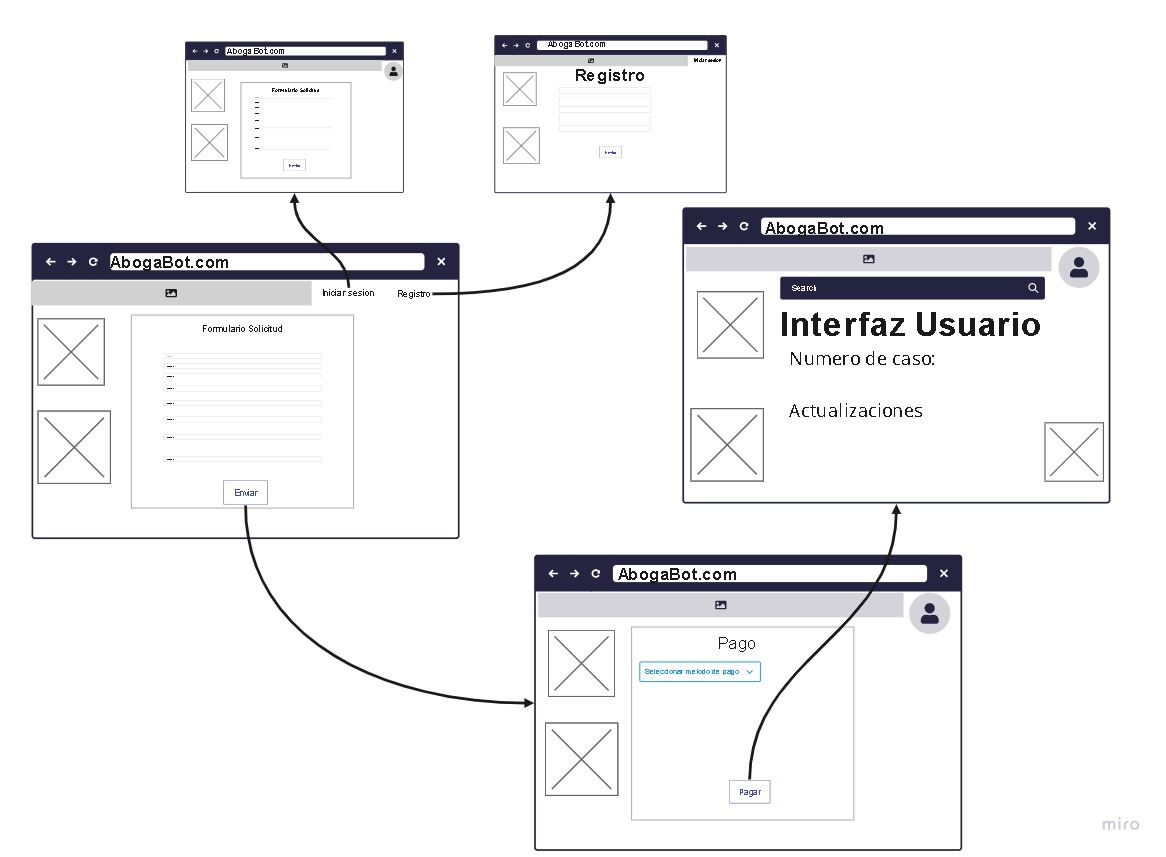 AbogaBot.com
Formulario Solicitud
Enviar
AbogaBot.com
Iniciar sesion
Registro
Enviar
AbogaBot.com
Iniciar sesion
Registro
Formulario Solicitud
Enviar
AbogaBot.com
Search
Interfaz Usuario
Numero de caso:
Actualizaciones
AbogaBot.com
Pago
Seleccionar metodo de pago
Pagar
miro